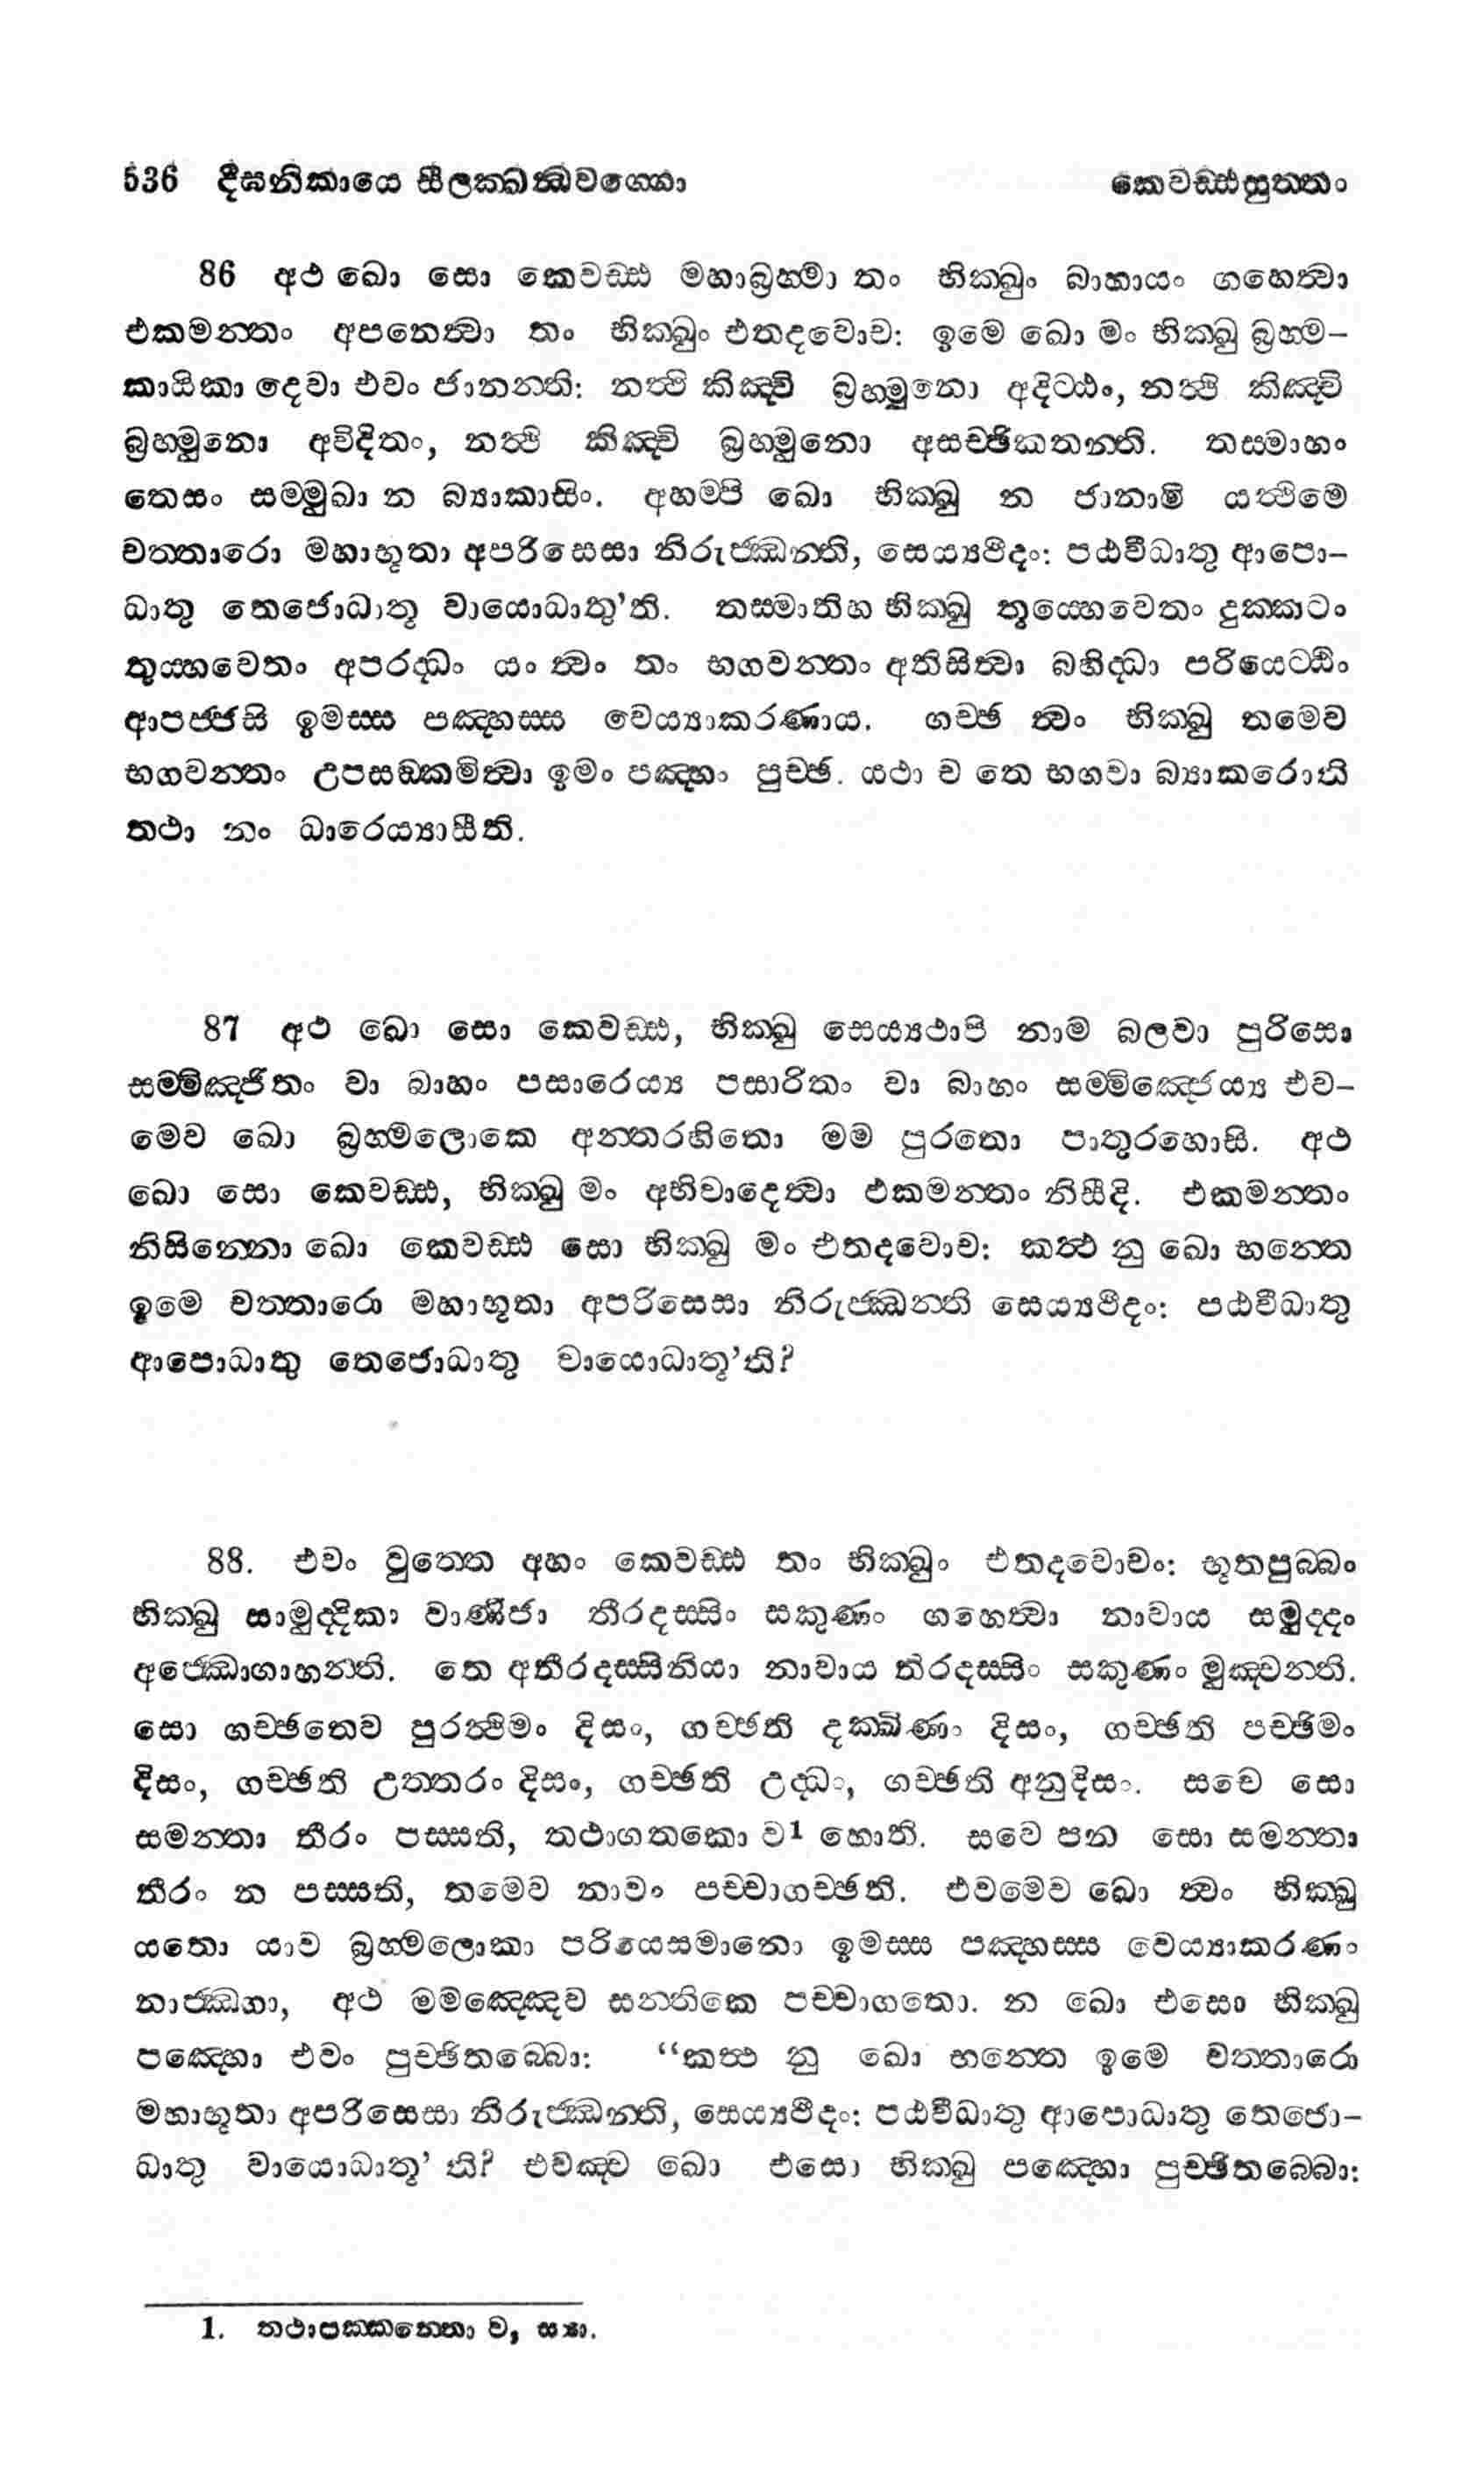 536 දීඝනිකායෙ සීලක්ඛන්ධවග්ගො කෙවඩ්ඪසුත්තං
86 අථ ඛො සො කෙවඩ්ඪ මහාබ්‍රහ්මා තං භික්ඛුං බාහායං ගහෙත්වා
එකමන්තං අපනෙත්වා තං භික්ඛුං එතදවොච: ඉමෙ ඛො මං භික්ඛු බ්‍රහ්ම-
කායිකා දෙවා එවං ජානන්ති: නත්ථි කිඤ්චි බ්‍රහ්මුනො අදිට්ඨං, නත්ථි කිඤ්චි
බ්‍රහ්මුනො අවිදිතං, නත්ථි කිඤ්චි බ්‍රහ්මුනො අසච්ඡිකතන්ති. තස්මාහං
තෙසං සම්මුඛා න බ්‍යාකාසිං. අහම්පි ඛො භික්ඛු න ජානාමි යත්ථිමෙ
චත්තාරො මහාභූතා අපරිසෙසා නිරුජ්ඣන්ති, සෙය්‍යථිදං: පඨවීධාතු ආපො-
ධාතු තෙජොධාතු වායොධාතු’ති. තස්මාතිහ භික්ඛු තූය්හෙවෙතං දුක්කටං
තුය්හවෙතං අපරද්ධං යං ත්වං තං භගවන්තං අතිසිත්වා බහිද්ධා පරියෙට්ඨිං
ආපජ්ජසි ඉමස්ස පඤ්හස්ස වෙය්‍යාකරණාය. ගච්ඡ ත්වං භික්ඛු තමෙව
භගවන්තං උපසඞ්කමිත්වා ඉමං පඤ්හං පුච්ඡ. යථා ච තෙ භගවා බ්‍යාකරොති
තථා නං ධාරෙය්‍යාසීති.
87 අථ ඛො සො කෙවඩ්ඪ, භික්ඛු සෙය්‍යථාපි නාම බලවා පුරිසො
සම්මිඤ්ජිතං වා බාහං පසාරෙය්‍ය පසාරිතං වා බාහං සම්මිඤ්ජෙය්‍ය එව-
මෙව ඛො බ්‍රහ්මලොකෙ අන්තරහිතො මම පුරතො පාතුරහොසි. අථ
ඛො සො කෙවඩ්ඪ, භික්ඛු මං අභිවාදෙත්වා එකමන්තං නිසීදි. එකමන්තං
නිසින්නො ඛො කෙවඩ්ඪ සො භික්ඛු මං එතදවොච: කත්ථ නු ඛො භන්තෙ
ඉමෙ චත්තාරො මහාභූතා අපරිසෙසා නිරුජ්ඣන්ති සෙය්‍යථිදං: පඨවීධාතු
ආපොධාතු තෙජොධාතු වායොධාතූ’ති?
88. එවං වුත්තෙ අහං කෙවඩ්ඪ තං භික්ඛුං එතදවොචං: භූතපුබ්බං
භික්ඛු සාමුද්දිකා වාණිජා තීරදස්සිං සකුණං ගහෙත්වා නාවාය සමුද්දං
අජ්ඣොගාහන්ති. තෙ අතීරදස්සිනියා නාවාය තිරදස්සිං සකුණං මුඤ්චන්ති.
සො ගච්ඡතෙව පුරත්ථිමං දිසං, ගච්ඡති දක්ඛිණං දිසං, ගච්ඡති පච්ඡිමං
දිසං, ගච්ඡති උත්තරං දිසං, ගච්ඡති උද්ධං, ගච්ඡති අනුදිසං. සචෙ සො
සමන්තා තීරං පස්සති, තථාගතකො ව1 හොති. සචෙ පන සො සමන්තා
තීරං න පස්සති, තමෙව නාවං පච්චාගච්ඡති. එවමෙව ඛො ත්වං භික්ඛු
යතො යාව බ්‍රහ්මලොකා පරියෙසමානො ඉමස්ස පඤ්හස්ස වෙය්‍යාකරණං
නාජ්ඣගා, අථ මමඤ්ඤෙව සන්තිකෙ පච්චාගතො. න ඛො එසො භික්ඛු
පඤ්හො එවං පුච්ඡිතබ්බො: “කත්ථ නු ඛො භන්තෙ ඉමෙ චත්තාරො
මහාභූතා අපරිසෙසා නිරුජ්ඣන්ති, සෙය්‍යථීදං: පඨවීධාතු ආපොධාතු තෙජො-
ධාතු වායොධාතූ’ ති? එවඤ්ච ඛො එසො භික්ඛු පඤ්හො පුච්ඡිතබ්බො:
1. තථාපක්කන්තො ව, ස්‍යා.